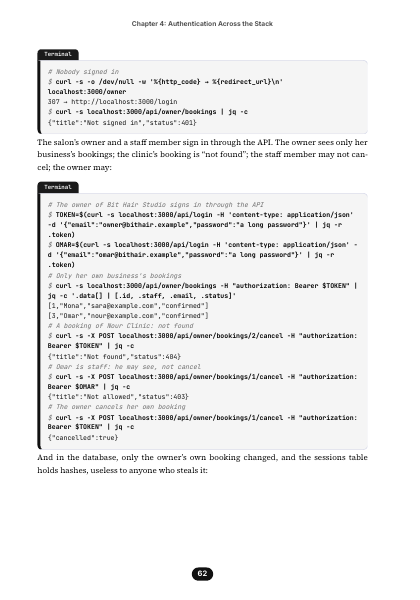 Chapter 4: Authentication Across the Stack
Terminal
# Nobody signed in
$ curl -s -o /dev/null -w '%{http_code} → %{redirect_url}\n'
localhost:3000/owner
307 → http://localhost:3000/login
$ curl -s localhost:3000/api/owner/bookings | jq -c
{"title":"Not signed in","status":401}
The salon's owner and a staff member sign in through the API. The owner sees only her
business's bookings; the clinic's booking is “not found”; the staff member may not can-
cel; the owner may:
Terminal
# The owner of Bit Hair Studio signs in through the API
$ TOKEN=$(curl -s localhost:3000/api/login -H 'content-type: application/json'
-d '{"email":"owner@bithair.example","password":"a long password"}' | jq -r
.token)
$ OMAR=$(curl -s localhost:3000/api/login -H 'content-type: application/json' -
d '{"email":"omar@bithair.example","password":"a long password"}' | jq -r
.token)
# Only her own business's bookings
$ curl -s localhost:3000/api/owner/bookings -H "authorization: Bearer $TOKEN" |
jq -c '.data[] | [.id, .staff, .email, .status]'
[1,"Mona","sara@example.com","confirmed"]
[3,"Omar","nour@example.com","confirmed"]
# A booking of Nour Clinic: not found
$ curl -s -X POST localhost:3000/api/owner/bookings/2/cancel -H "authorization:
Bearer $TOKEN" | jq -c
{"title":"Not found","status":404}
# Omar is staff: he may see, not cancel
$ curl -s -X POST localhost:3000/api/owner/bookings/1/cancel -H "authorization:
Bearer $OMAR" | jq -c
{"title":"Not allowed","status":403}
# The owner cancels her own booking
$ curl -s -X POST localhost:3000/api/owner/bookings/1/cancel -H "authorization:
Bearer $TOKEN" | jq -c
{"cancelled":true}
And in the database, only the owner's own booking changed, and the sessions table
holds hashes, useless to anyone who steals it:
62